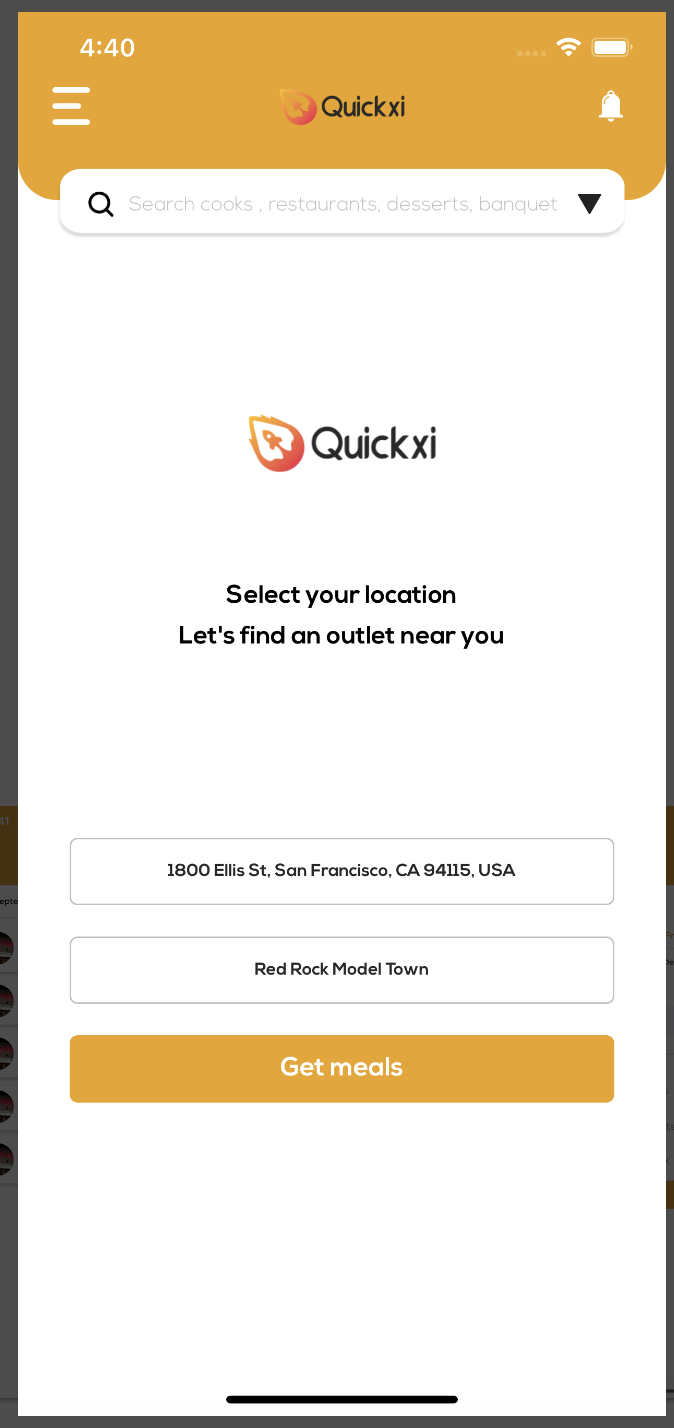 4:40
Quickxi
Search cooks , restaurants, desserts, banquet
Quickxi
Select your location
Let's find an outlet near you
1800 Ellis St, San Francisco, CA 94115, USA
Red Rock Model Town
Get meals